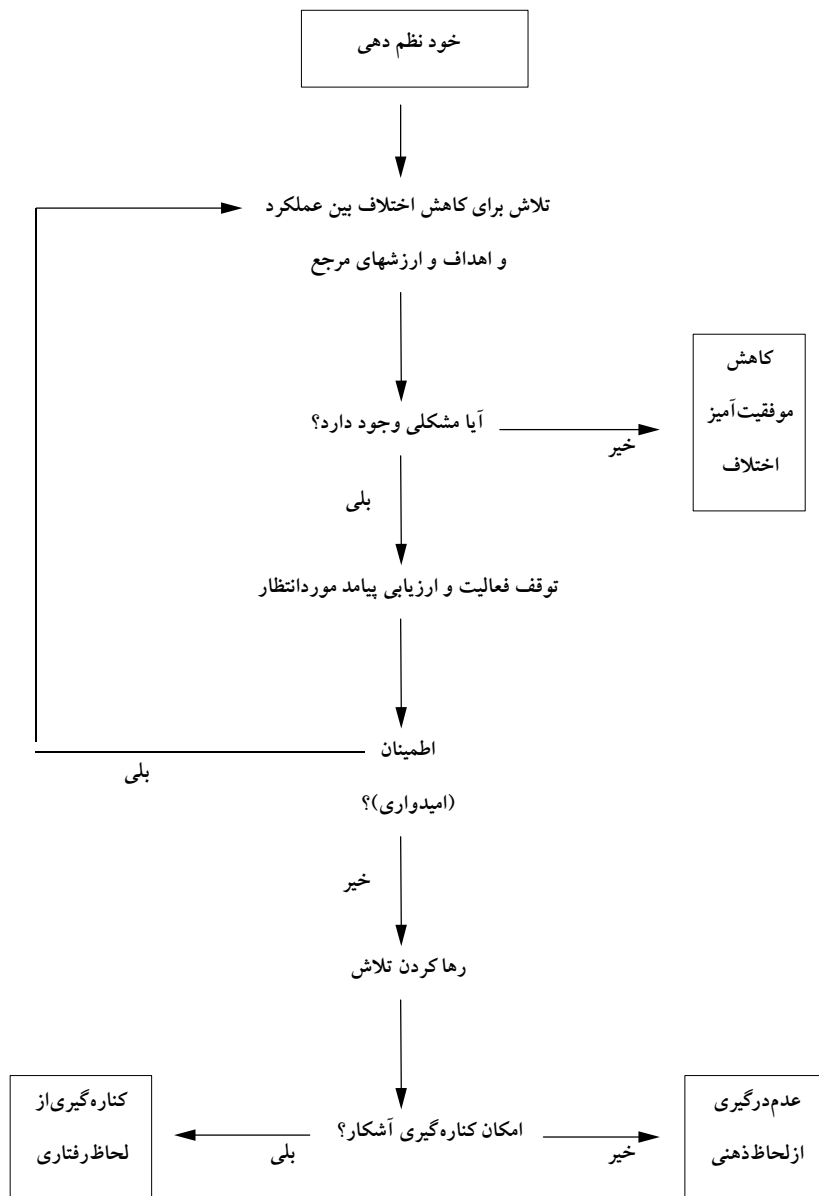 خود نظم دهی
تلاش برای کاهش اختلاف بین عملکرد
و اهداف و ارزشهای مرجع
کاهش
موفقیت‌آمیز
اختلاف
آیا مشکلی وجود دارد؟
خیر
بلی
توقف فعالیت و ارزیابی پیامد موردانتظار
اطمینان
بلی
(امیدواری)؟
خیر
رها کردن تلاش
عدم‌درگیری
ازلحاظ‌ذهنی
خیر
امکان کناره‌گیری آشکار؟
بلی
کناره‌گیری‌از
لحاظ‌رفتاری